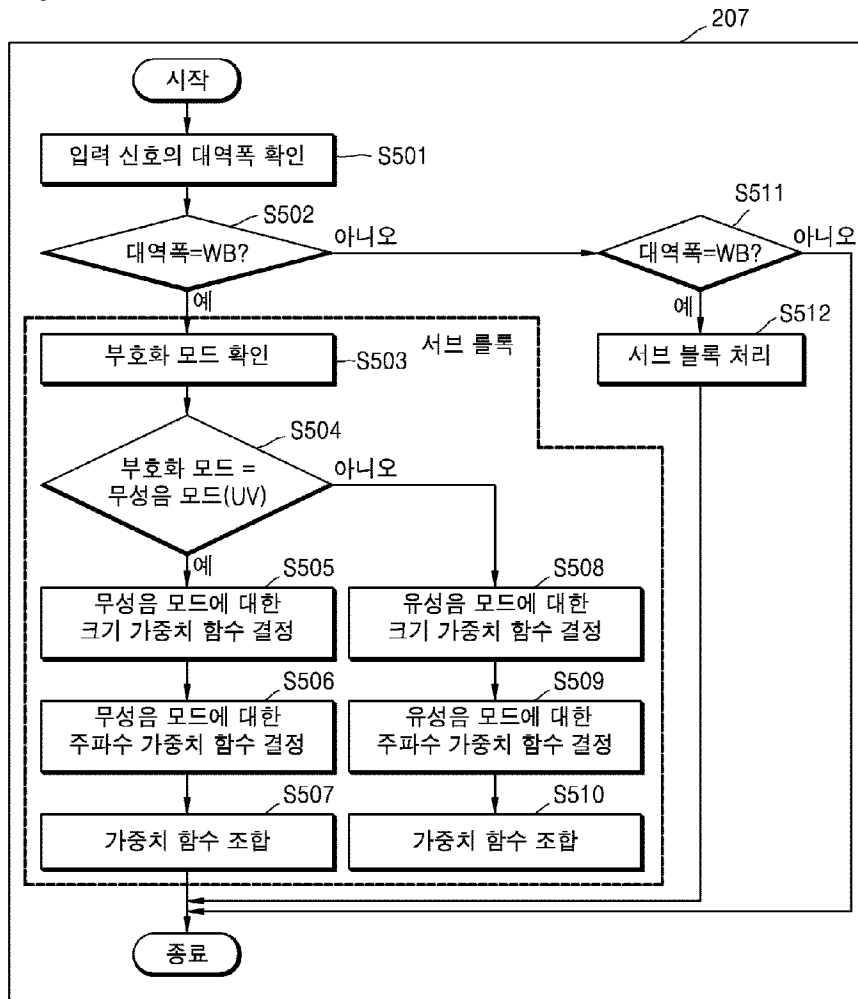 207
시작
입력 신호의 대역폭 확인
S501
S502
대역폭=WB?
아니오
예
S511
대역폭=WB?
아니오
예
S512
서브 블록 처리
서브 블록
부호화 모드 확인
S503
S504
부호화 모드 =
무성음 모드(UV)
아니오
예
S505
무성음 모드에 대한
크기 가중치 함수 결정
S508
유성음 모드에 대한
크기 가중치 함수 결정
S506
무성음 모드에 대한
주파수 가중치 함수 결정
S509
유성음 모드에 대한
주파수 가중치 함수 결정
S507
가중치 함수 조합
S510
가중치 함수 조합
종료